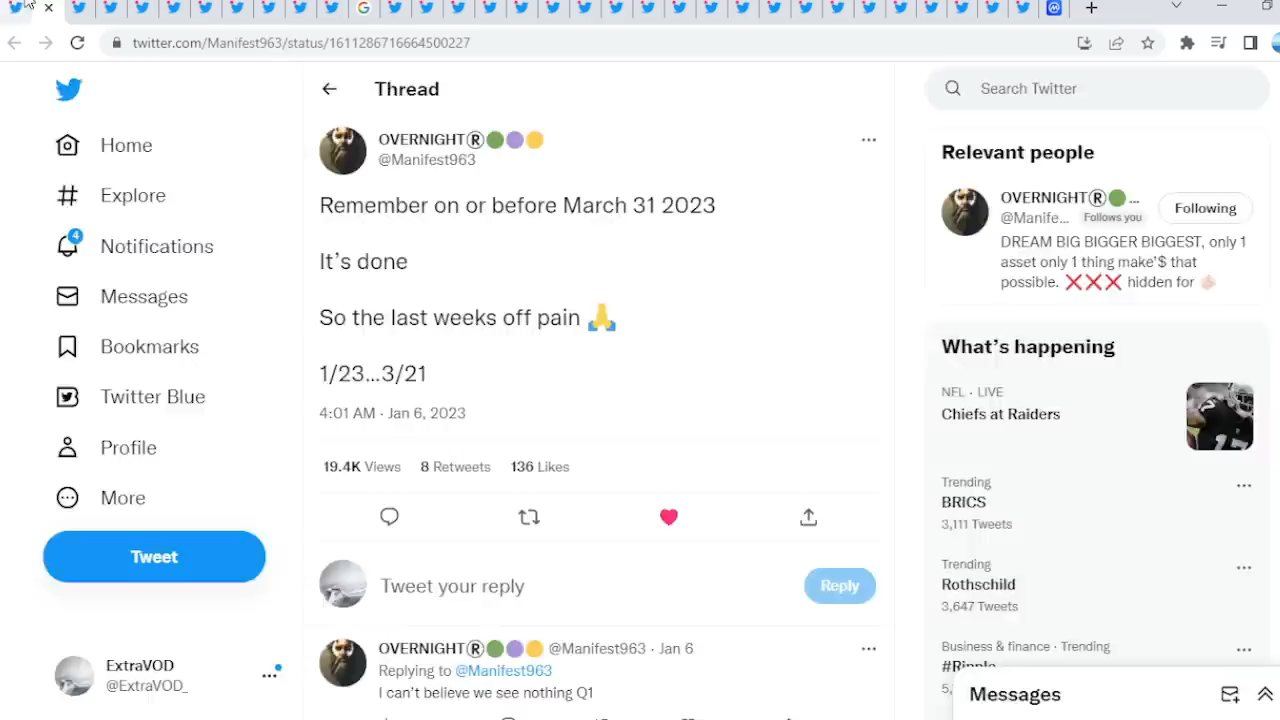 twitter.com/Manifest963/status/1611286716664500227
Home
Explore
4
Notifications
Messages
Bookmarks
Twitter Blue
Profile
More
Tweet
ExtraVOD
@ExtraVOD_
Thread
OVERNIGHT®
@Manifest963
Remember on or before March 31 2023
It's done
So the last weeks off pain
1/23...3/21
4:01 AM · Jan 6, 2023
19.4K Views 8 Retweets 136 Likes
Tweet your reply
Reply
OVERNIGHT® @Manifest963 · Jan 6
Replying to @Manifest963
I can't believe we see nothing Q1
Search Twitter
Relevant people
OVERNIGHT® ...
@Manife... Follows you
Following
DREAM BIG BIGGER BIGGEST, only 1
asset only 1 thing make'$ that
possible. ❌❌❌ hidden for
What's happening
NFL · LIVE
Chiefs at Raiders
Trending
BRICS
3,111 Tweets
Trending
Rothschild
3,647 Tweets
Business & finance · Trending
#Ripple
5,
Messages